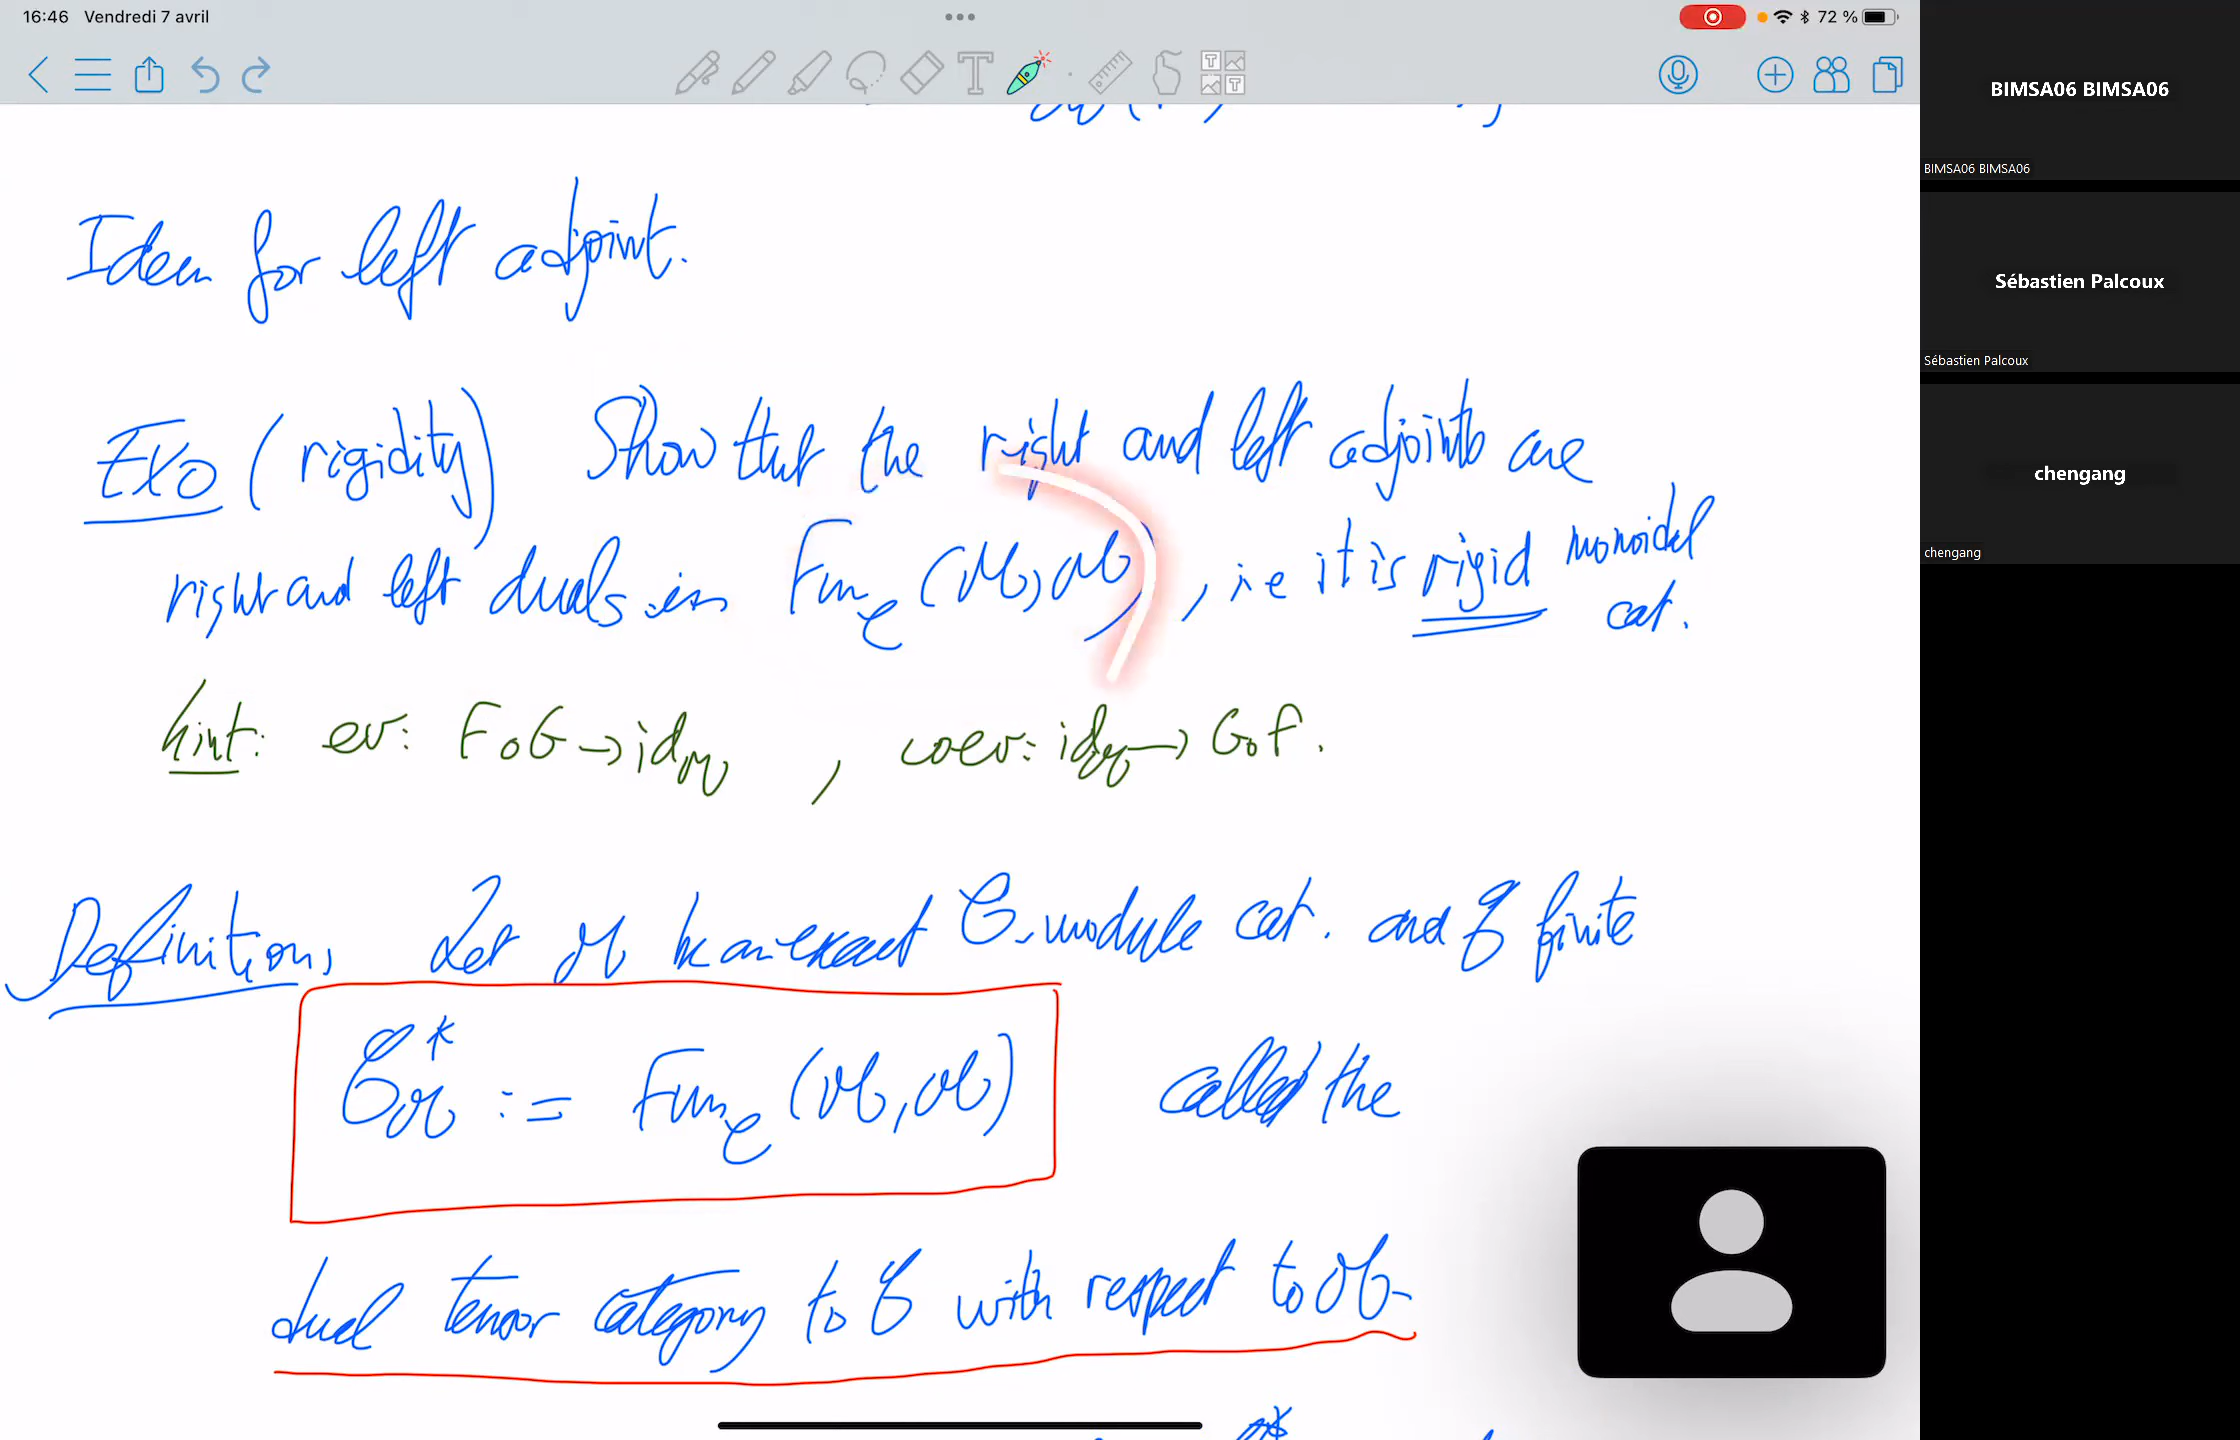 16:46 Vendredi 7 avril
72 %
Idem for left adjoint.
EXO (rigidity) Show that the right and left adjoints are
right and left duals in Fun_C (M, M), i.e it is rigid monoidal
cat.
hint: ev: F∘G → id_M , coev: id_M → G∘F.
Definition, Let M be an exact C-module cat. and C finite
C*_M := Fun_C (M, M) called the
dual tensor category to C with respect to M.
BIMSA06 BIMSA06
BIMSA06 BIMSA06
Sébastien Palcoux
Sébastien Palcoux
chengang
chengang